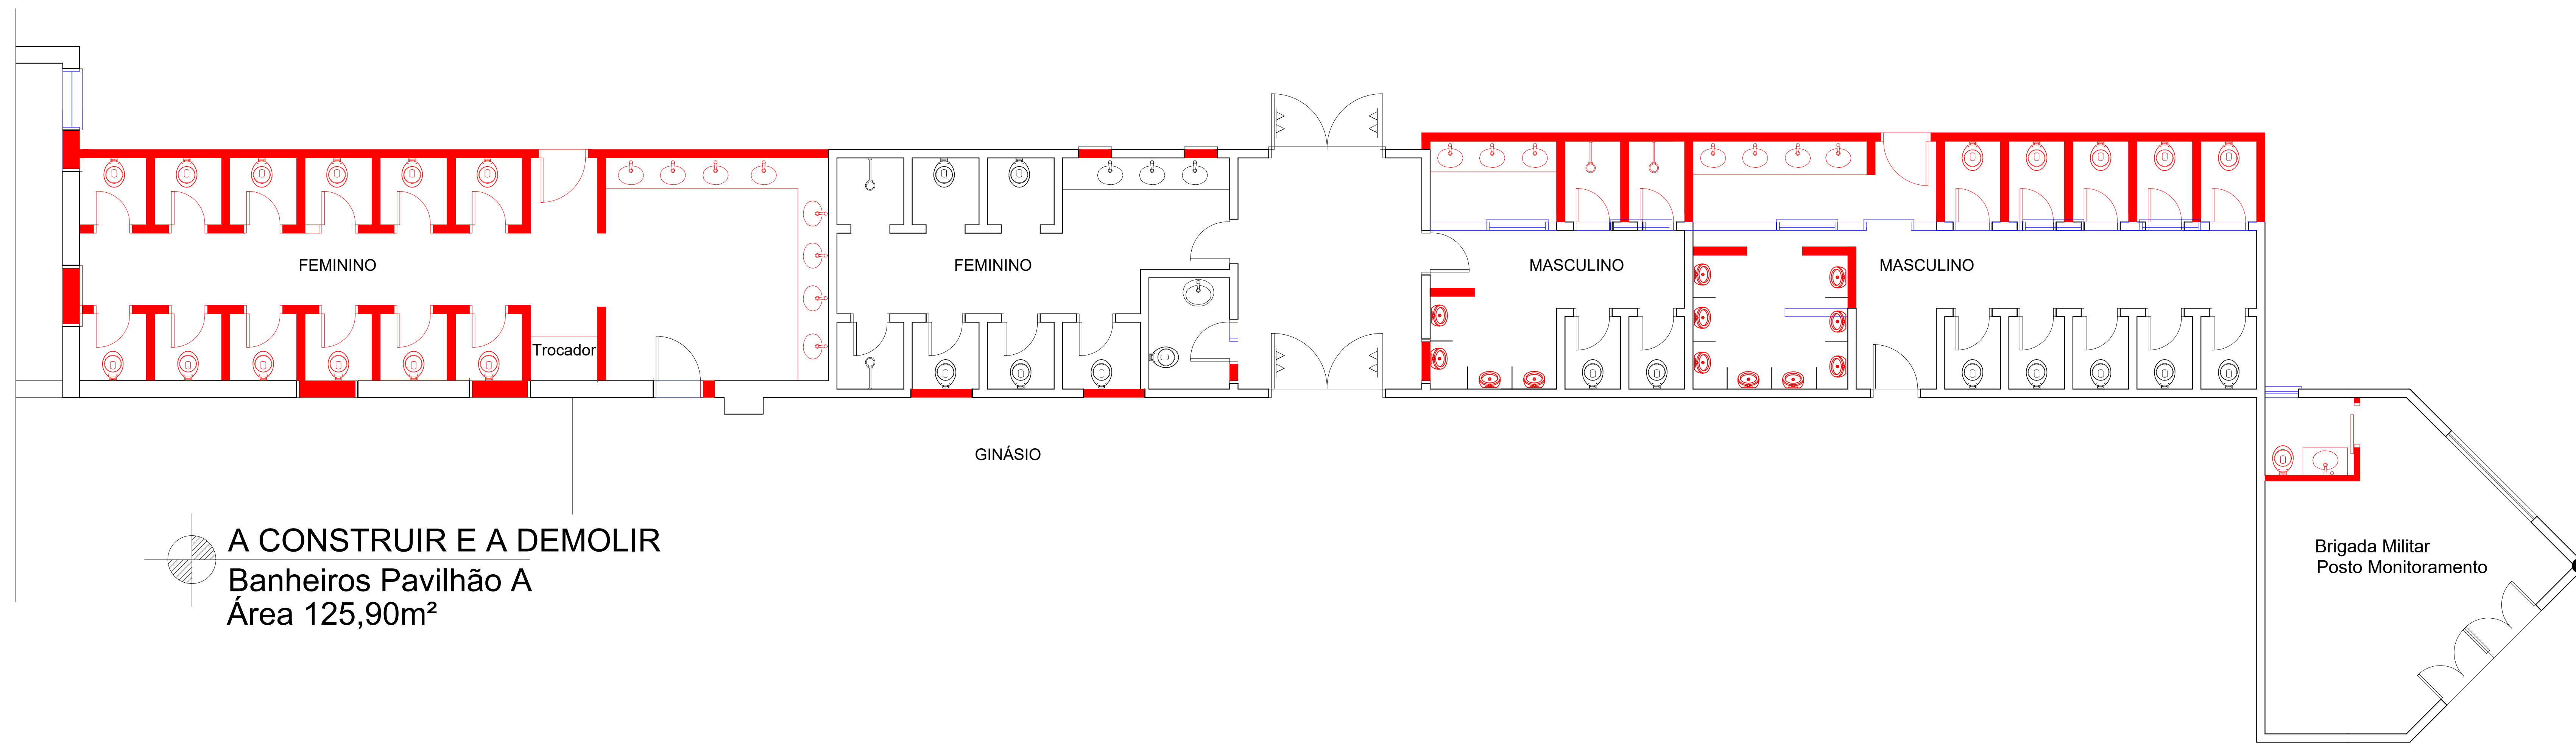 FEMININO
FEMININO
MASCULINO
MASCULINO
Trocador
GINÁSIO
A CONSTRUIR E A DEMOLIR
Banheiros Pavilhão A
Área 125,90m²
Brigada Militar
Posto Monitoramento